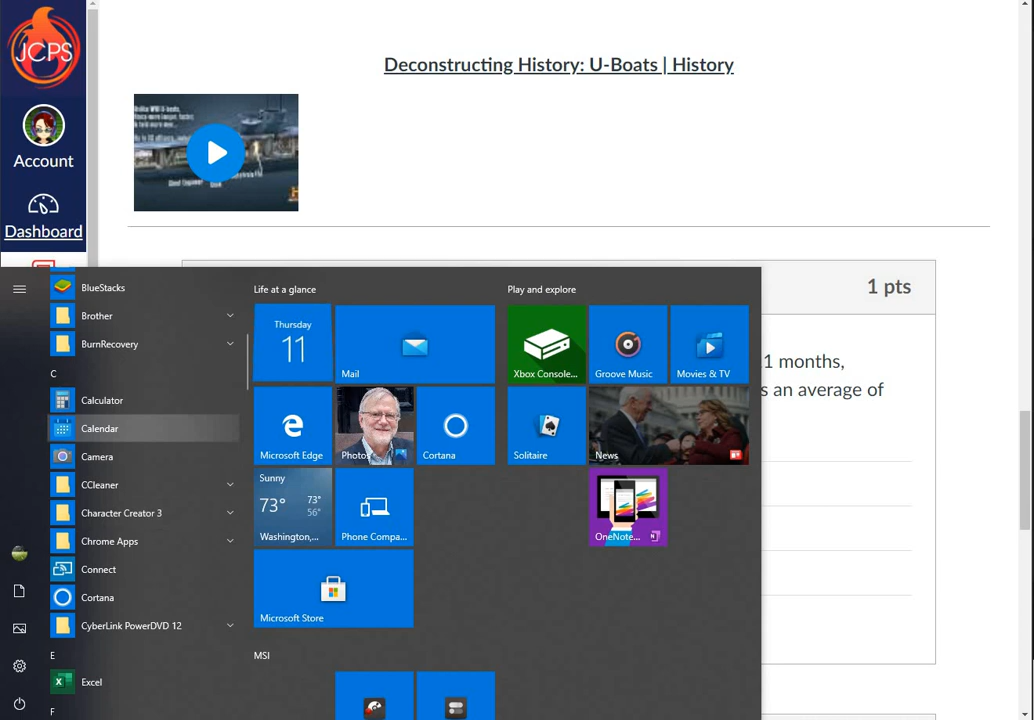 JCPS
Account
Dashboard
Deconstructing History: U-Boats | History
1 pts
1 months,
s an average of
BlueStacks
Brother
BurnRecovery
C
Calculator
Calendar
Camera
CCleaner
Character Creator 3
Chrome Apps
Connect
Cortana
CyberLink PowerDVD 12
E
Excel
F
Life at a glance
Thursday
11
Mail
Microsoft Edge
Photos
Cortana
Sunny
73°
73°
56°
Washington,...
Phone Compa...
Microsoft Store
MSI
Play and explore
Xbox Console...
Groove Music
Movies & TV
Solitaire
News
OneNote...